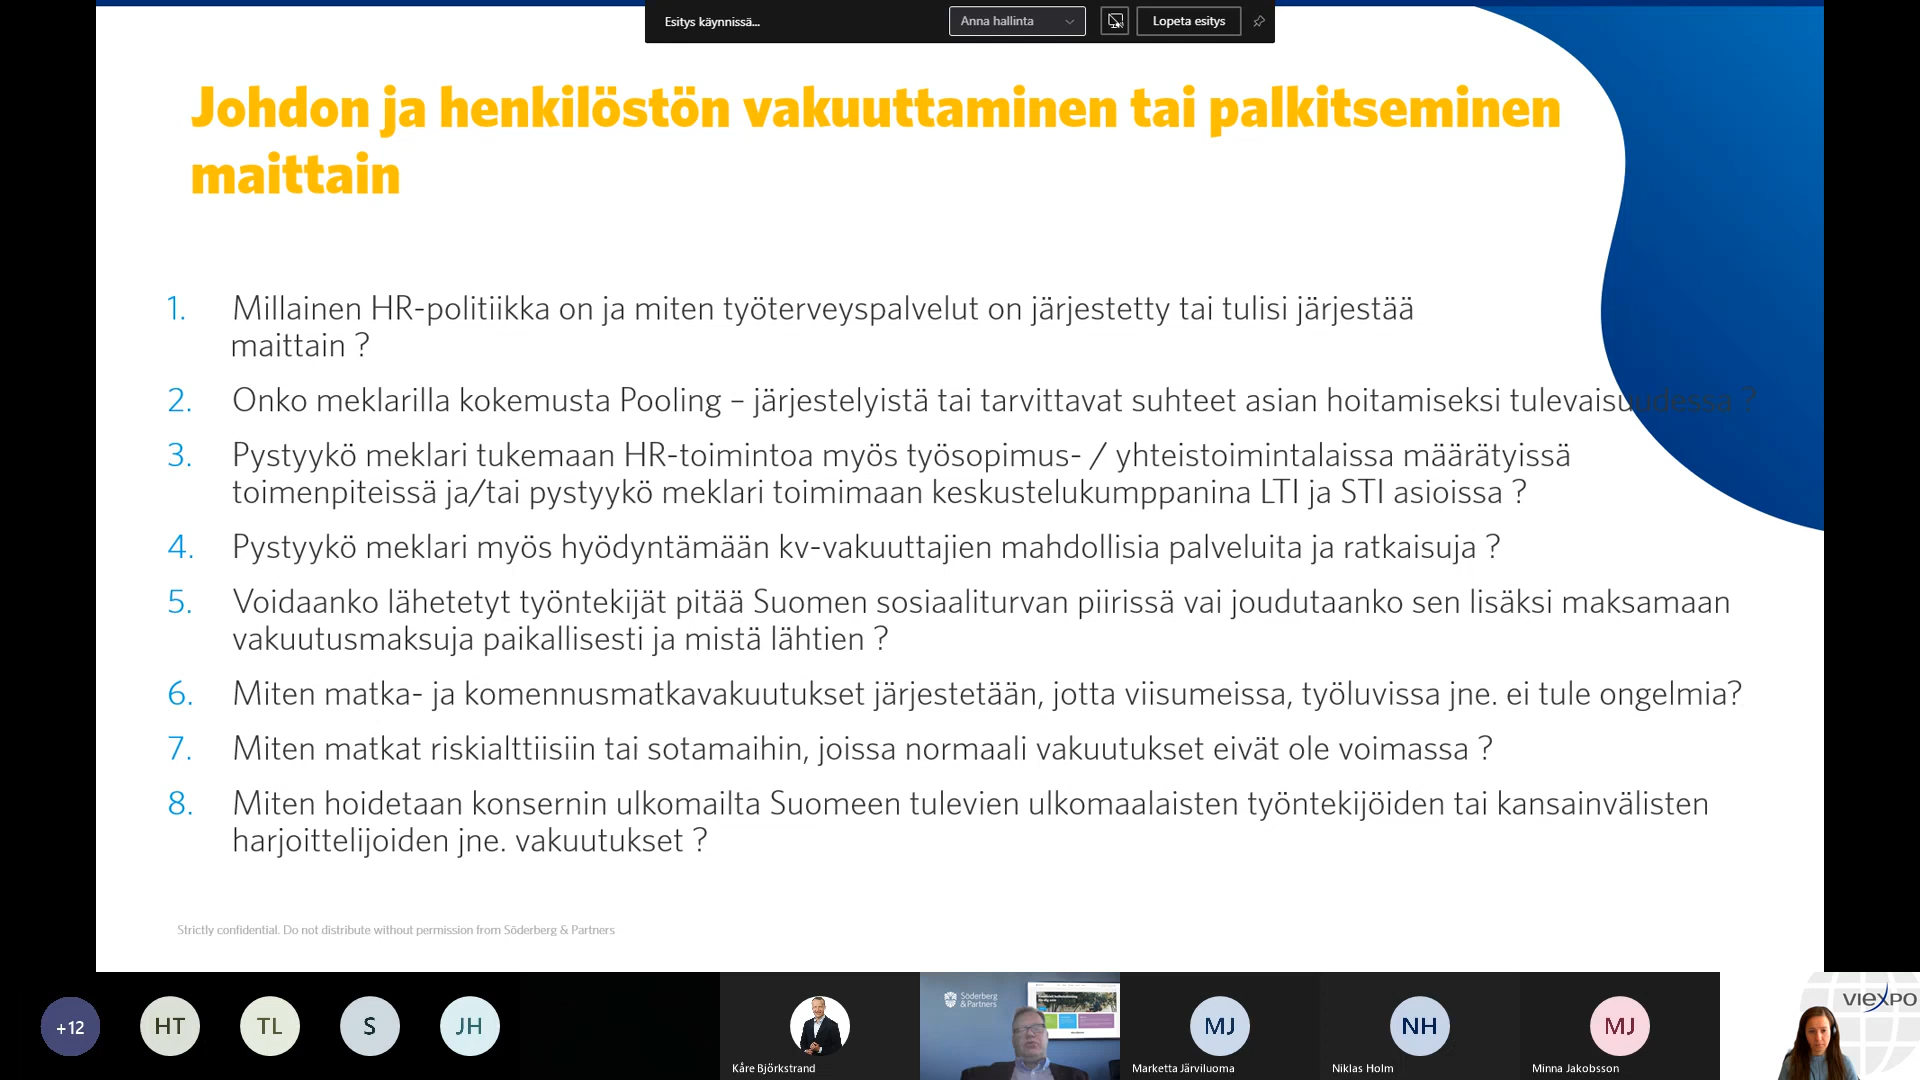 Esitys käynnissä...
Anna hallinta
Lopeta esitys
Johdon ja henkilöstön vakuuttaminen tai palkitseminen
maittain
1. Millainen HR-politiikka on ja miten työterveyspalvelut on järjestetty tai tulisi järjestää
maittain ?
2. Onko meklarilla kokemusta Pooling – järjestelyistä tai tarvittavat suhteet asian hoitamiseksi tulevaisuudessa ?
3. Pystyykö meklari tukemaan HR-toimintoa myös työsopimus- / yhteistoimintalaissa määrätyissä
toimenpiteissä ja/tai pystyykö meklari toimimaan keskustelukumppanina LTI ja STI asioissa ?
4. Pystyykö meklari myös hyödyntämään kv-vakuuttajien mahdollisia palveluita ja ratkaisuja ?
5. Voidaanko lähetetyt työntekijät pitää Suomen sosiaaliturvan piirissä vai joudutaanko sen lisäksi maksamaan
vakuutusmaksuja paikallisesti ja mistä lähtien ?
6. Miten matka- ja komennusmatkavakuutukset järjestetään, jotta viisumeissa, työluvissa jne. ei tule ongelmia?
7. Miten matkat riskialttiisiin tai sotamaihin, joissa normaali vakuutukset eivät ole voimassa ?
8. Miten hoidetaan konsernin ulkomailta Suomeen tulevien ulkomaalaisten työntekijöiden tai kansainvälisten
harjoittelijoiden jne. vakuutukset ?
Strictly confidential. Do not distribute without permission from Söderberg & Partners
+12
HT
TL
S
JH
Kåre Björkstrand
Söderberg
& Partners
MJ
Marketta Järviluoma
NH
Niklas Holm
MJ
Minna Jakobsson
VIEXPO